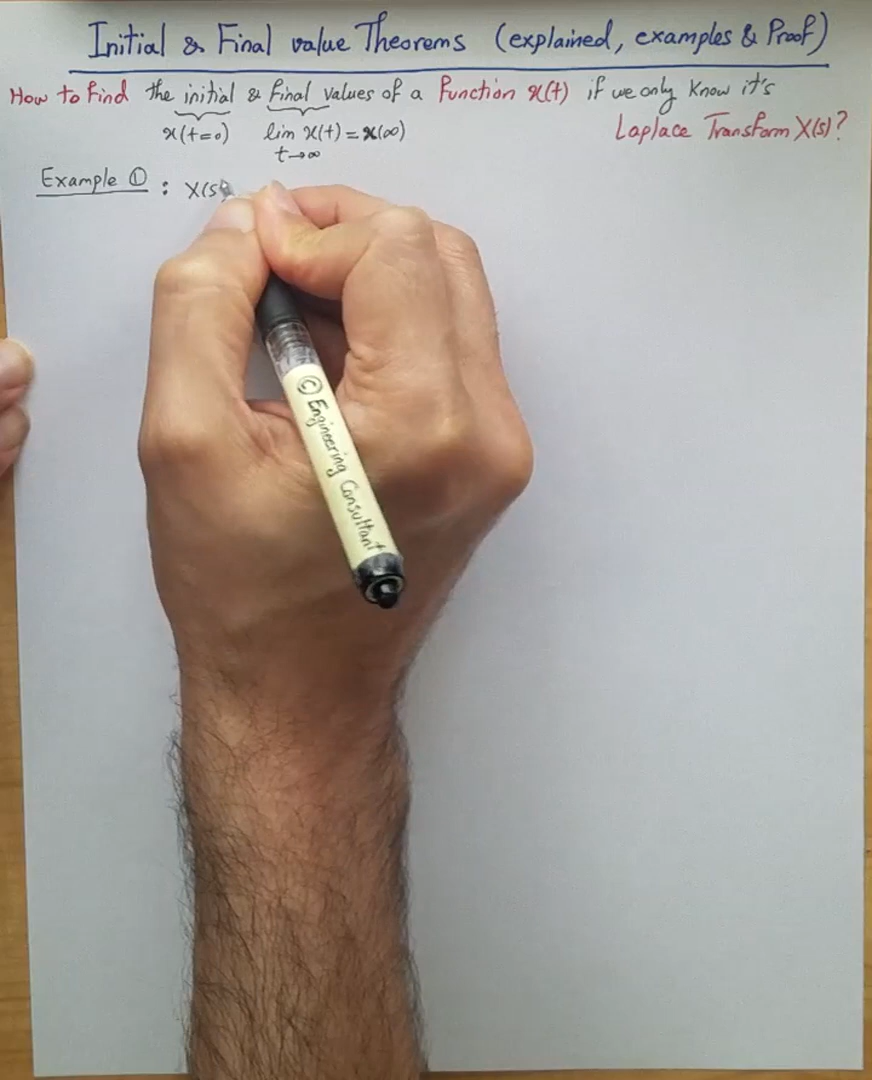 Initial & Final value Theorems (explained, examples & Proof)
How to find the initial & final values of a function x(t) if we only know it's
x(t=0) lim x(t) = x(∞) Laplace Transform X(s)?
t→∞
Example ① : X(s)
© Engineering Consultant